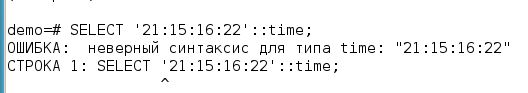 demo=# SELECT '21:15:16:22'::time;
ОШИБКА:  неверный синтаксис для типа time: "21:15:16:22"
СТРОКА 1: SELECT '21:15:16:22'::time;
^